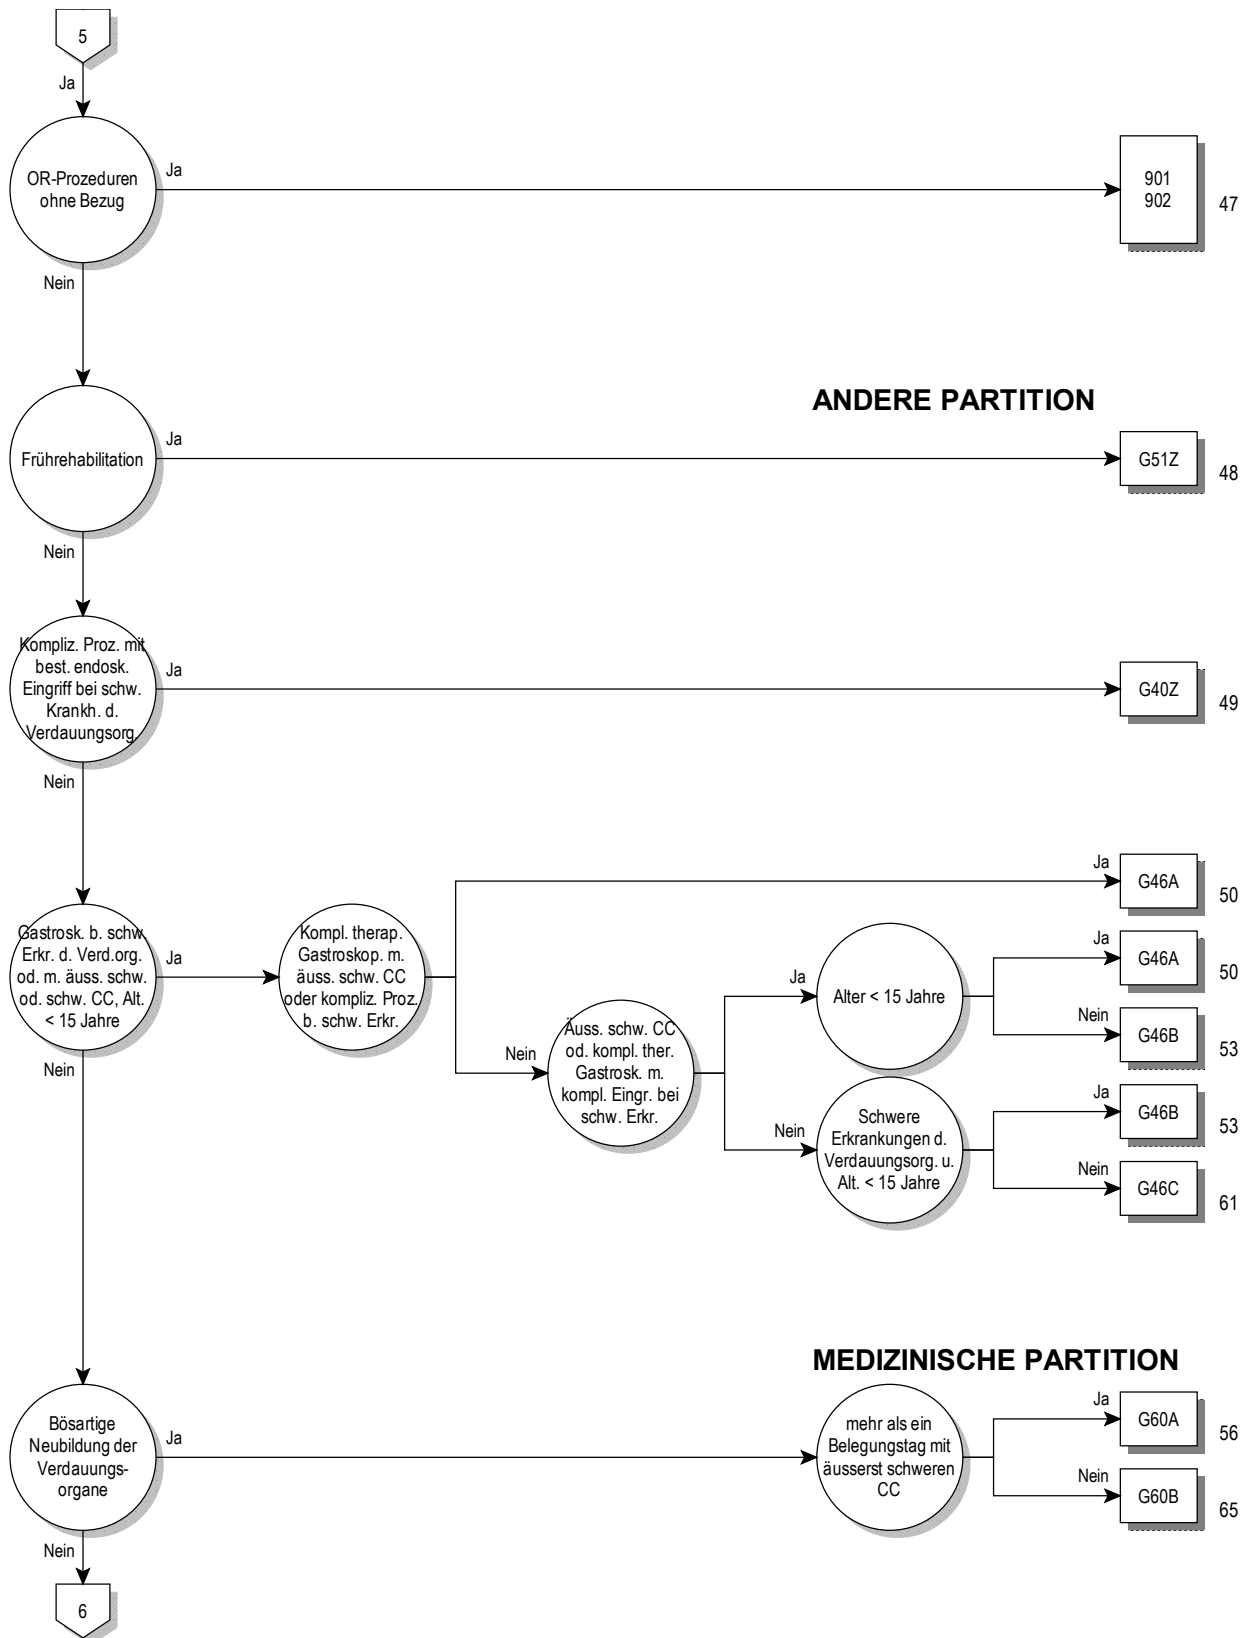 5
Ja
OR-Prozeduren
ohne Bezug
Ja
901
902
47
Nein
ANDERE PARTITION
Frührehabilitation
Ja
G51Z
48
Nein
Kompliz. Proz. mit
best. endosk.
Eingriff bei schw.
Krankh. d.
Verdauungsorg.
Ja
G40Z
49
Nein
Gastrosk. b. schw.
Erkr. d. Verd.org.
od. m. äuss. schw.
od. schw. CC, Alt.
< 15 Jahre
Ja
Kompl. therap.
Gastroskop. m.
äuss. schw. CC
oder kompliz. Proz.
b. schw. Erkr.
Ja
G46A
50
Nein
Äuss. schw. CC
od. kompl. ther.
Gastrosk. m.
kompl. Eingr. bei
schw. Erkr.
Ja
Alter < 15 Jahre
Ja
G46A
50
Nein
G46B
53
Nein
Schwere
Erkrankungen d.
Verdauungsorg. u.
Alt. < 15 Jahre
Ja
G46B
53
Nein
G46C
61
Nein
MEDIZINISCHE PARTITION
Bösartige
Neubildung der
Verdauungs-
organe
Ja
mehr als ein
Belegungstag mit
äusserst schweren
CC
Ja
G60A
56
Nein
G60B
65
Nein
6